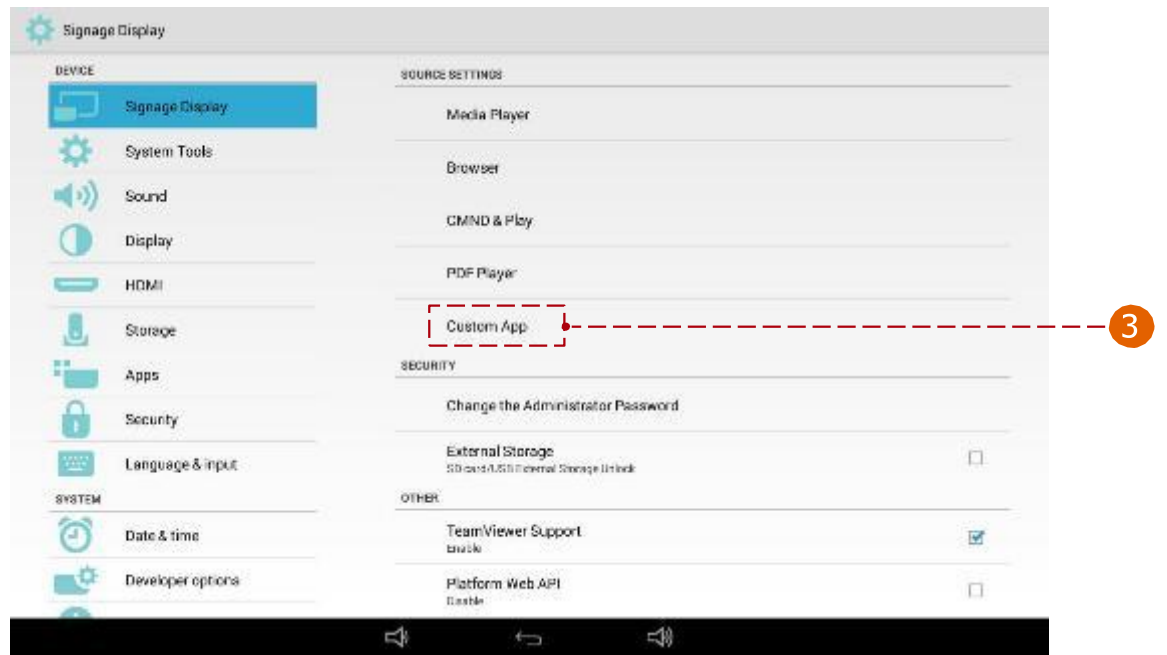 Signage Display
DEVICE
Signage Display
System Tools
Sound
Display
HDMI
Storage
Apps
Security
Language & input
SYSTEM
Date & time
Developer options
SOURCE SETTINGS
Media Player
Browser
CMND & Play
PDF Player
Custom App
3
SECURITY
Change the Administrator Password
External Storage
SD card/USB External Storage Unlock
OTHER
TeamViewer Support
Enable
Platform Web API
Disable